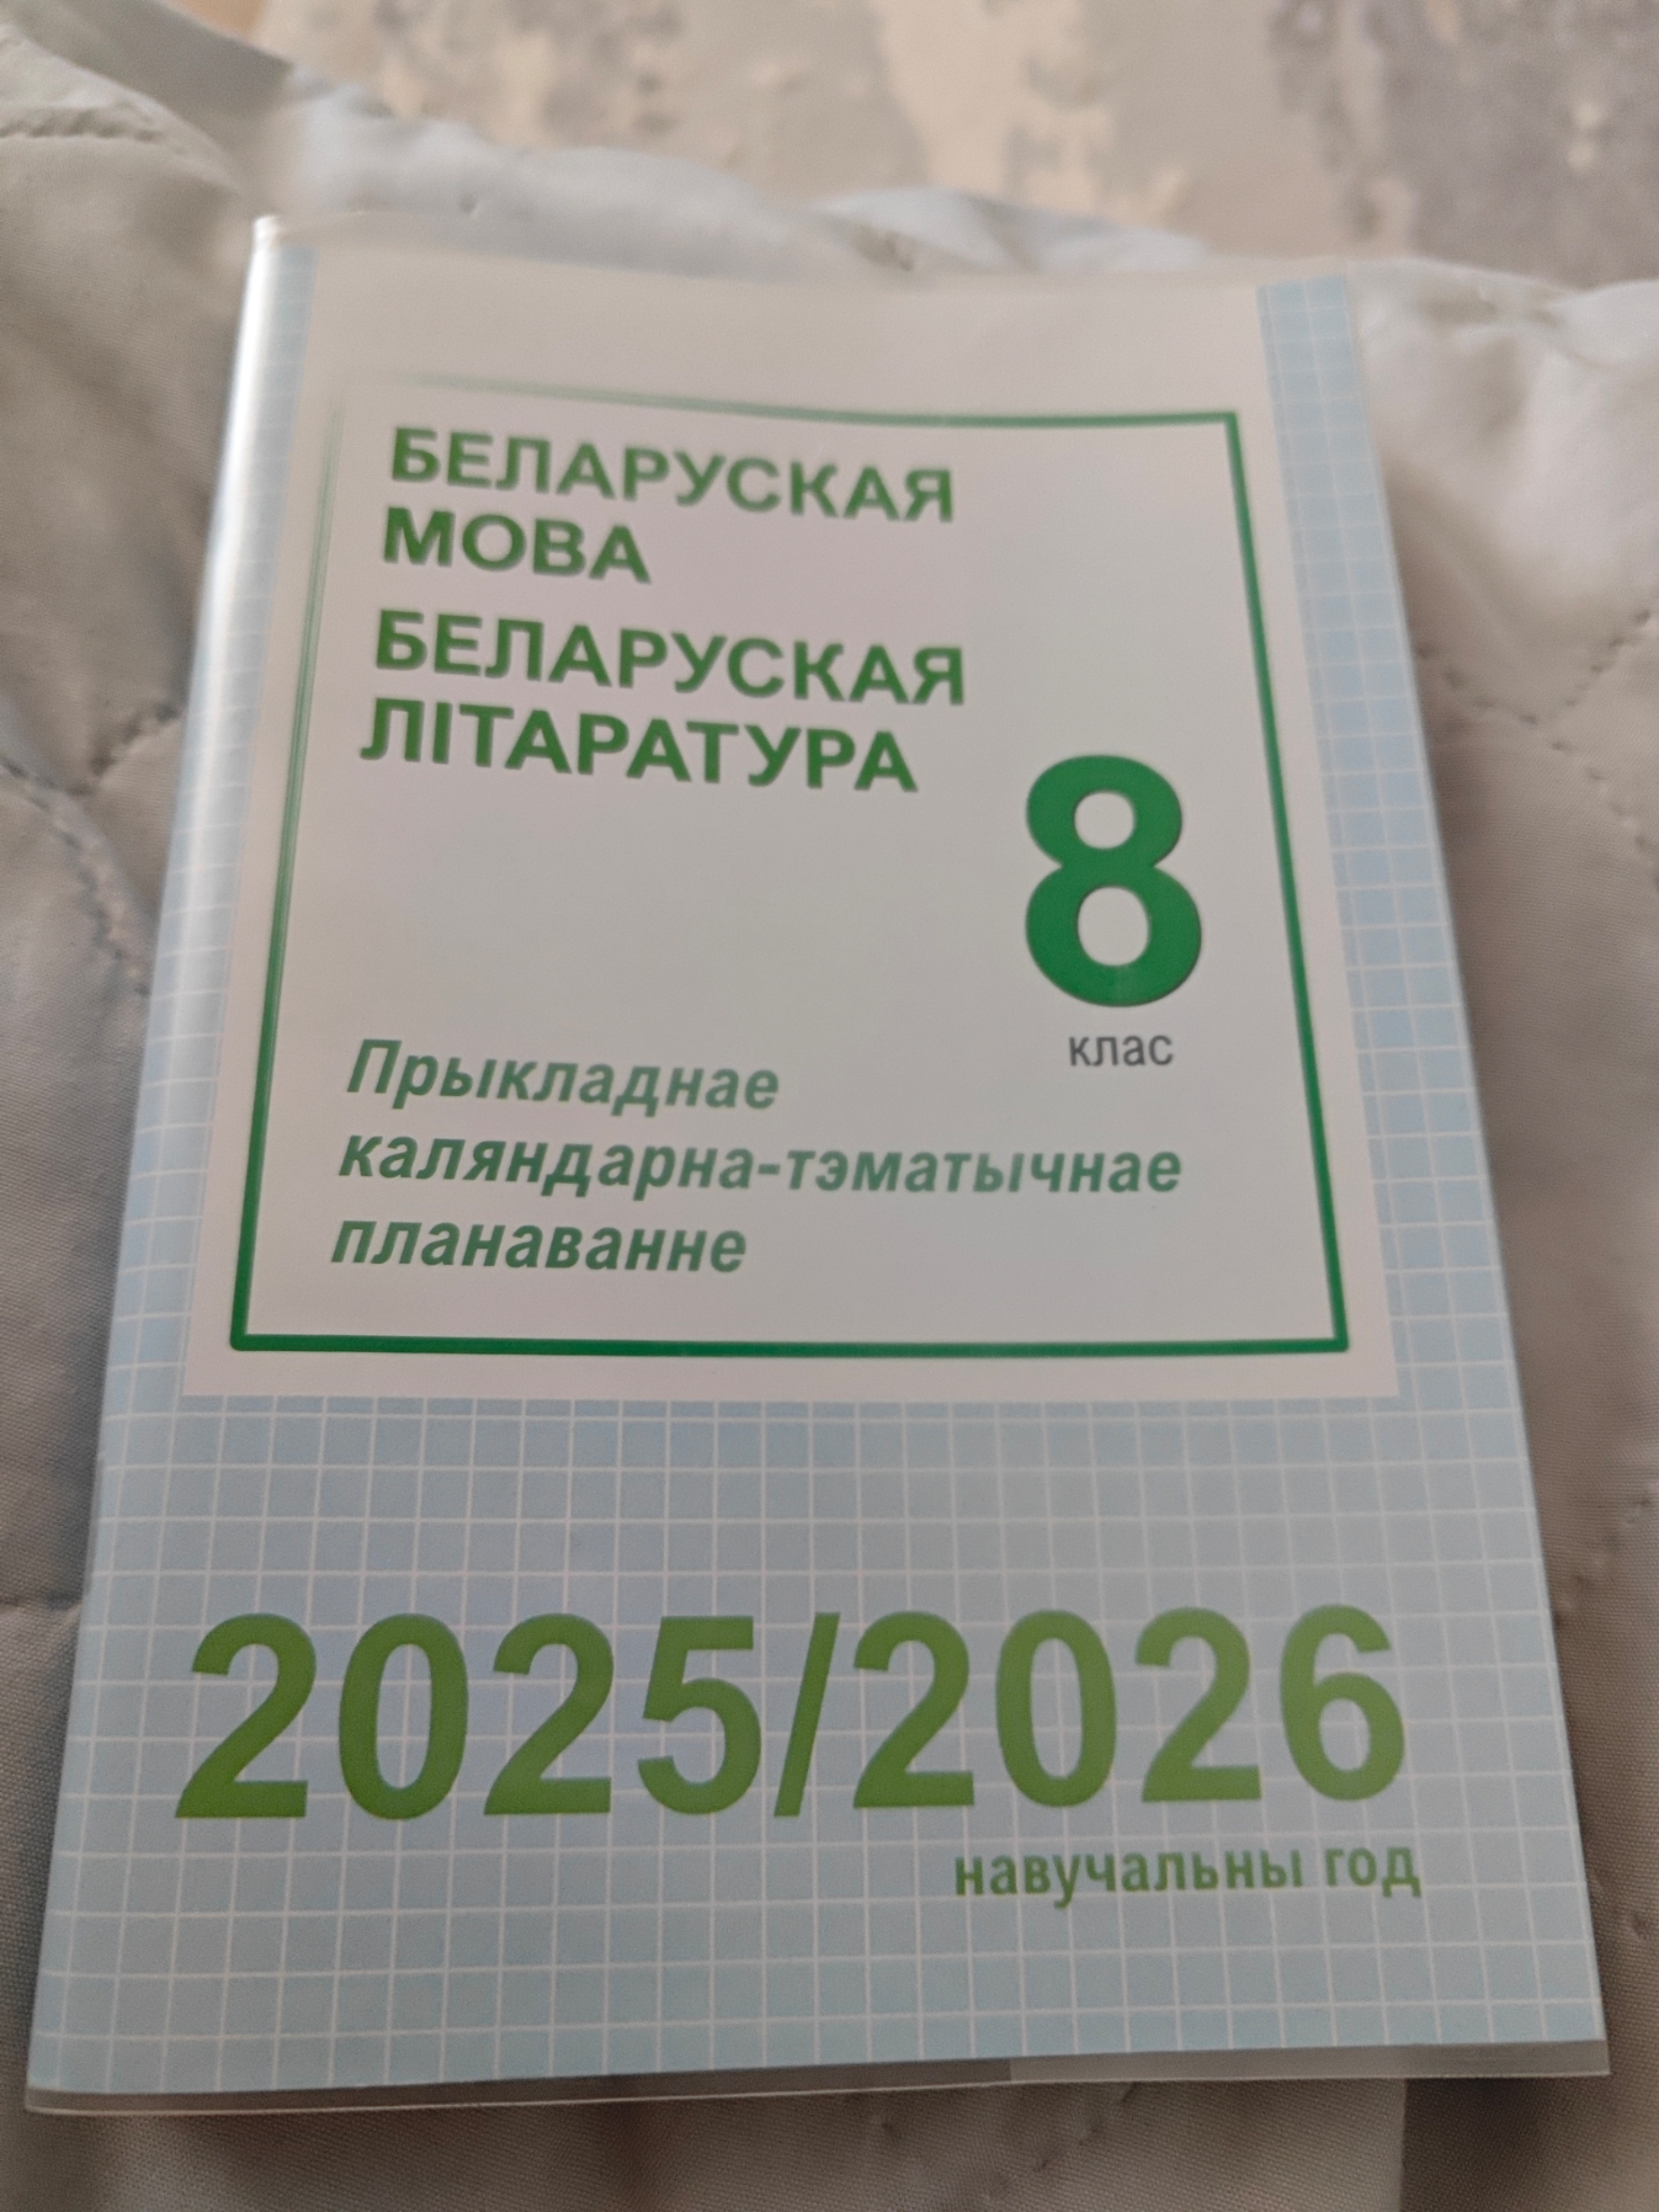 БЕЛАРУСКАЯ
МОВА
БЕЛАРУСКАЯ
ЛІТАРАТУРА
8
клас
Прыкладнае
каляндарна-тэматычнае
планаванне
2025/2026
навучальны год